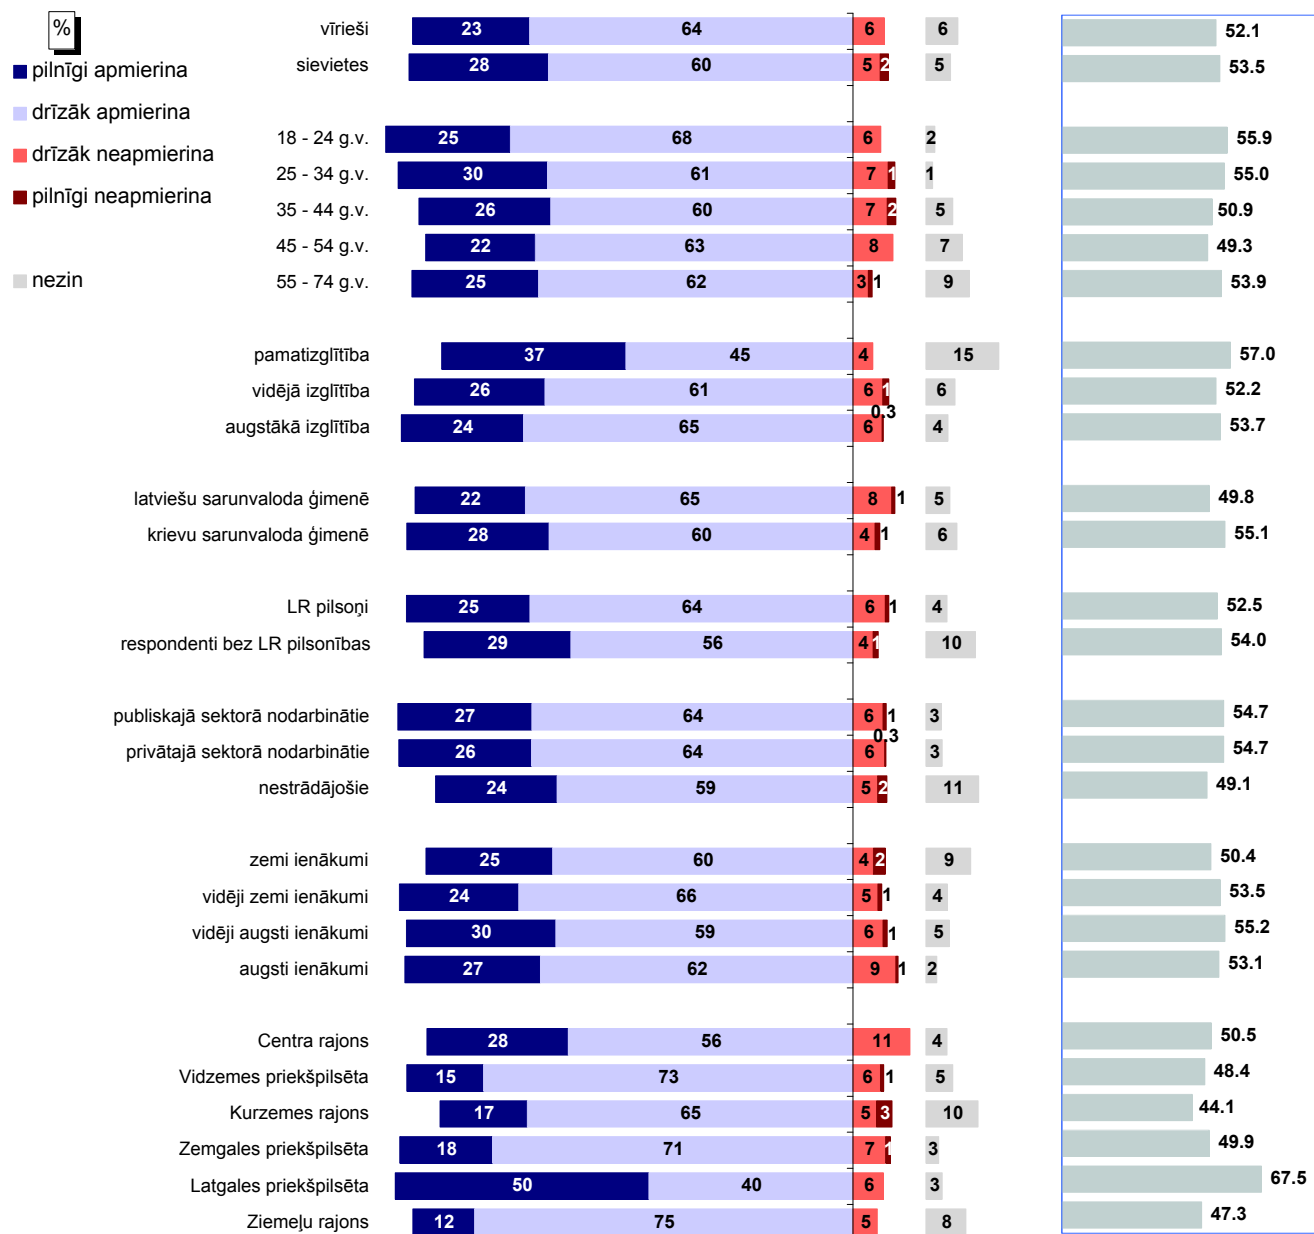 %
pilnīgi apmierina
drīzāk apmierina
drīzāk neapmierina
pilnīgi neapmierina
nezin
vīrieši 23 64 6 6 52.1
sievietes 28 60 5 2 5 53.5
18 - 24 g.v. 25 68 6 2 55.9
25 - 34 g.v. 30 61 7 1 1 55.0
35 - 44 g.v. 26 60 7 2 5 50.9
45 - 54 g.v. 22 63 8 7 49.3
55 - 74 g.v. 25 62 3 1 9 53.9
pamatizglītība 37 45 4 15 57.0
vidējā izglītība 26 61 6 1 6 52.2
augstākā izglītība 24 65 6 0.3 4 53.7
latviešu sarunvaloda ģimenē 22 65 8 1 5 49.8
krievu sarunvaloda ģimenē 28 60 4 1 6 55.1
LR pilsoņi 25 64 6 1 4 52.5
respondenti bez LR pilsonības 29 56 4 1 10 54.0
publiskajā sektorā nodarbinātie 27 64 6 1 3 54.7
privātajā sektorā nodarbinātie 26 64 6 0.3 3 54.7
nestrādājošie 24 59 5 2 11 49.1
zemi ienākumi 25 60 4 2 9 50.4
vidēji zemi ienākumi 24 66 5 1 4 53.5
vidēji augsti ienākumi 30 59 6 1 5 55.2
augsti ienākumi 27 62 9 1 2 53.1
Centra rajons 28 56 11 4 50.5
Vidzemes priekšpilsēta 15 73 6 1 5 48.4
Kurzemes rajons 17 65 5 3 10 44.1
Zemgales priekšpilsēta 18 71 7 1 3 49.9
Latgales priekšpilsēta 50 40 6 3 67.5
Ziemeļu rajons 12 75 5 8 47.3